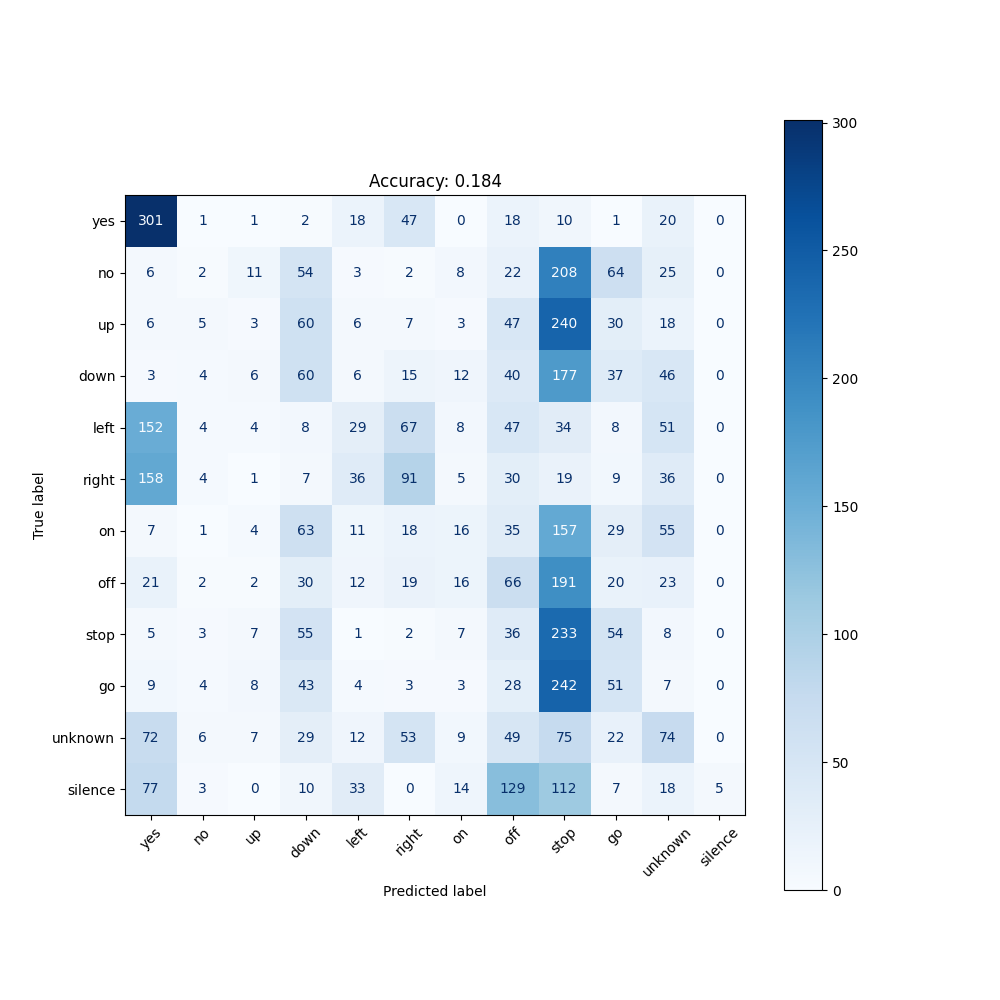 Accuracy: 0.184
yes 301 1 1 2 18 47 0 18 10 1 20 0
no 6 2 11 54 3 2 8 22 208 64 25 0
up 6 5 3 60 6 7 3 47 240 30 18 0
down 3 4 6 60 6 15 12 40 177 37 46 0
left 152 4 4 8 29 67 8 47 34 8 51 0
right 158 4 1 7 36 91 5 30 19 9 36 0
on 7 1 4 63 11 18 16 35 157 29 55 0
off 21 2 2 30 12 19 16 66 191 20 23 0
stop 5 3 7 55 1 2 7 36 233 54 8 0
go 9 4 8 43 4 3 3 28 242 51 7 0
unknown 72 6 7 29 12 53 9 49 75 22 74 0
silence 77 3 0 10 33 0 14 129 112 7 18 5
yes no up down left right on off stop go unknown silence
Predicted label
True label
300
250
200
150
100
50
0